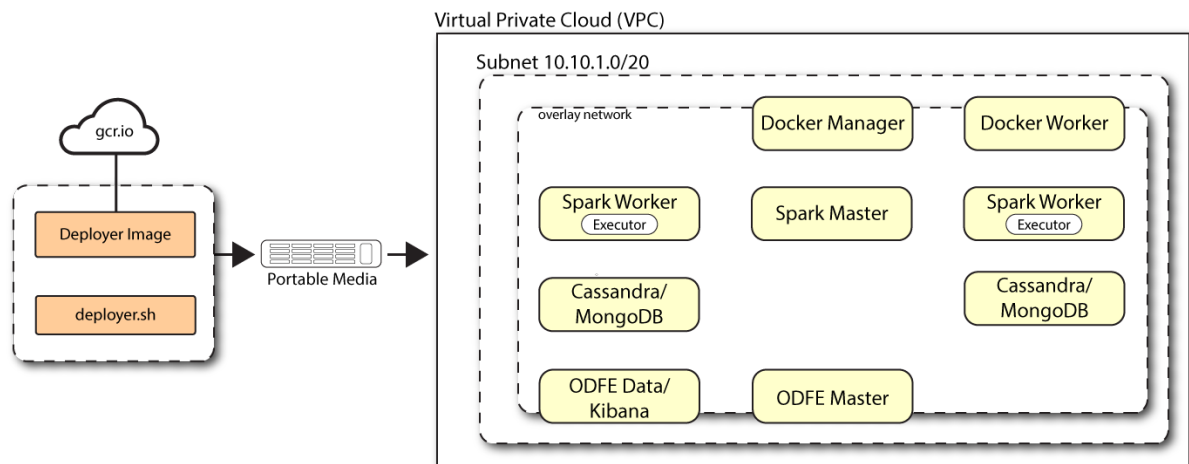 Virtual Private Cloud (VPC)
Subnet 10.10.1.0/20
overlay network
gcr.io
Deployer Image
deployer.sh
Portable Media
Docker Manager
Docker Worker
Spark Worker
Executor
Spark Master
Spark Worker
Executor
Cassandra/
MongoDB
Cassandra/
MongoDB
ODFE Data/
Kibana
ODFE Master